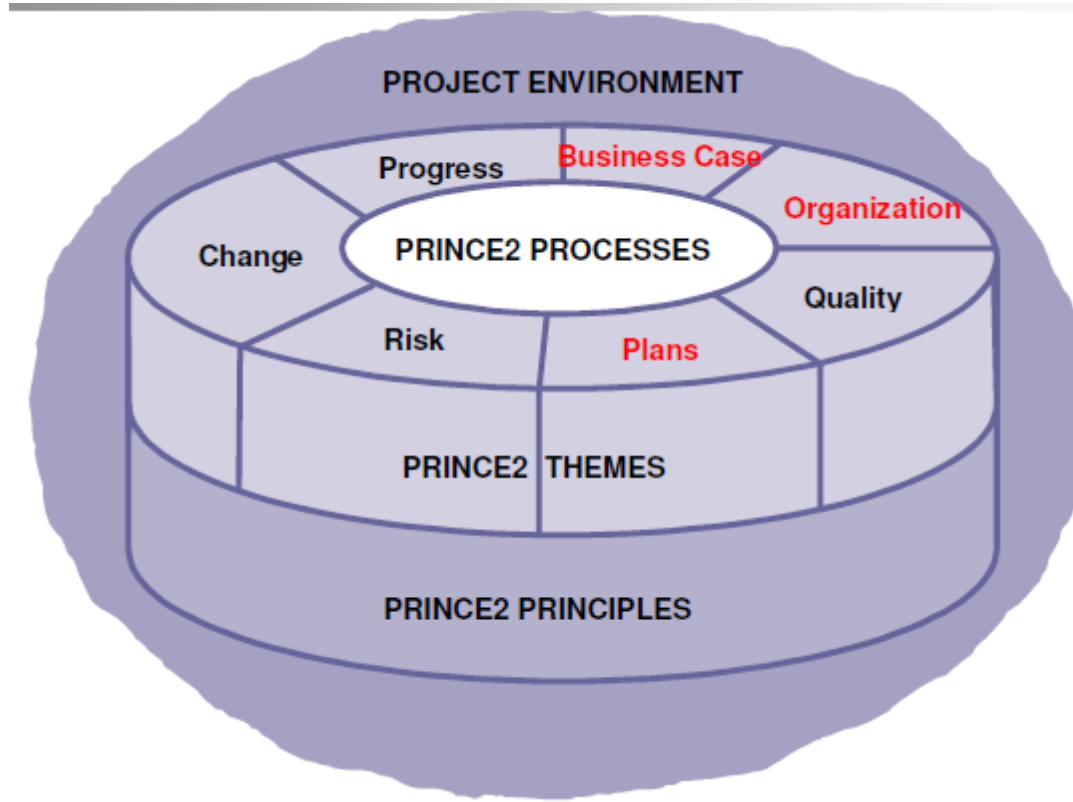 PROJECT ENVIRONMENT
Progress
Business Case
Organization
Change
PRINCE2 PROCESSES
Quality
Risk
Plans
PRINCE2 THEMES
PRINCE2 PRINCIPLES